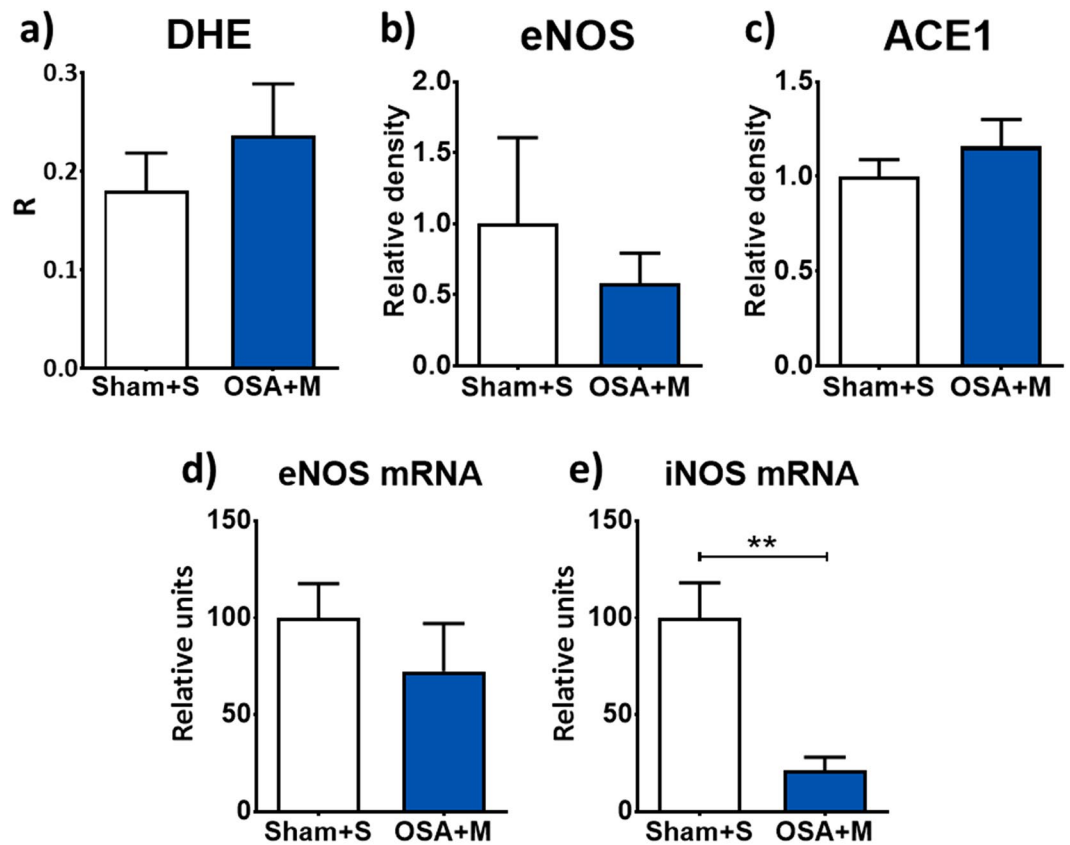 a) DHE
R
0.3
0.2
0.1
0.0
Sham+S OSA+M
b) eNOS
Relative density
2.0
1.5
1.0
0.5
0.0
Sham+S OSA+M
c) ACE1
Relative density
1.5
1.0
0.5
0.0
Sham+S OSA+M
d) eNOS mRNA
Relative units
150
100
50
0
Sham+S OSA+M
e) iNOS mRNA
Relative units
150
100
50
0
**
Sham+S OSA+M